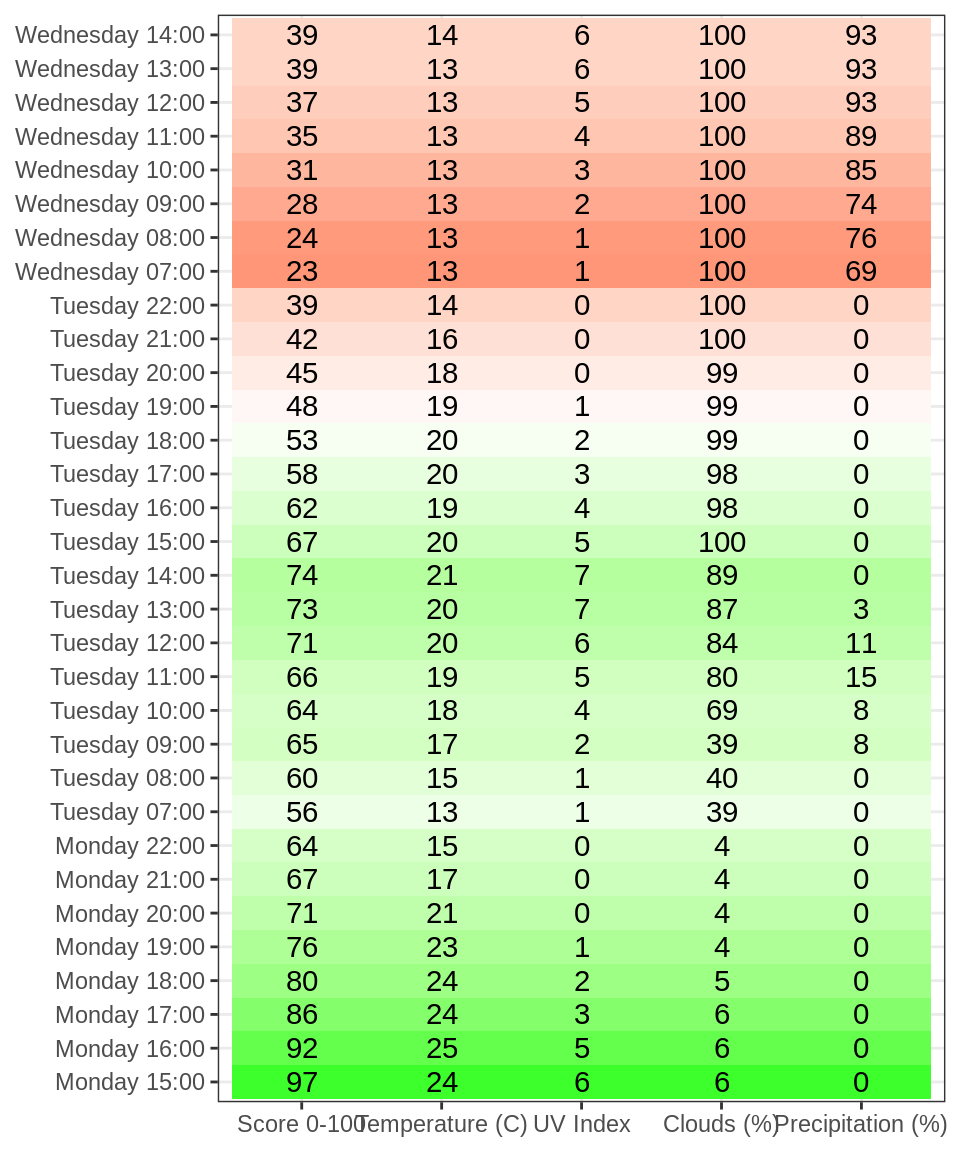 Wednesday 14:00 39 14 6 100 93
Wednesday 13:00 39 13 6 100 93
Wednesday 12:00 37 13 5 100 93
Wednesday 11:00 35 13 4 100 89
Wednesday 10:00 31 13 3 100 85
Wednesday 09:00 28 13 2 100 74
Wednesday 08:00 24 13 1 100 76
Wednesday 07:00 23 13 1 100 69
Tuesday 22:00 39 14 0 100 0
Tuesday 21:00 42 16 0 100 0
Tuesday 20:00 45 18 0 99 0
Tuesday 19:00 48 19 1 99 0
Tuesday 18:00 53 20 2 99 0
Tuesday 17:00 58 20 3 98 0
Tuesday 16:00 62 19 4 98 0
Tuesday 15:00 67 20 5 100 0
Tuesday 14:00 74 21 7 89 0
Tuesday 13:00 73 20 7 87 3
Tuesday 12:00 71 20 6 84 11
Tuesday 11:00 66 19 5 80 15
Tuesday 10:00 64 18 4 69 8
Tuesday 09:00 65 17 2 39 8
Tuesday 08:00 60 15 1 40 0
Tuesday 07:00 56 13 1 39 0
Monday 22:00 64 15 0 4 0
Monday 21:00 67 17 0 4 0
Monday 20:00 71 21 0 4 0
Monday 19:00 76 23 1 4 0
Monday 18:00 80 24 2 5 0
Monday 17:00 86 24 3 6 0
Monday 16:00 92 25 5 6 0
Monday 15:00 97 24 6 6 0
Score 0-100 Temperature (C) UV Index Clouds (%) Precipitation (%)